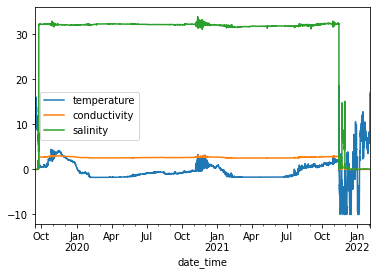 30
20
10
0
−10
temperature
conductivity
salinity
Oct Jan Apr Jul Oct Jan Apr Jul Oct Jan
2020 2021 2022
date_time